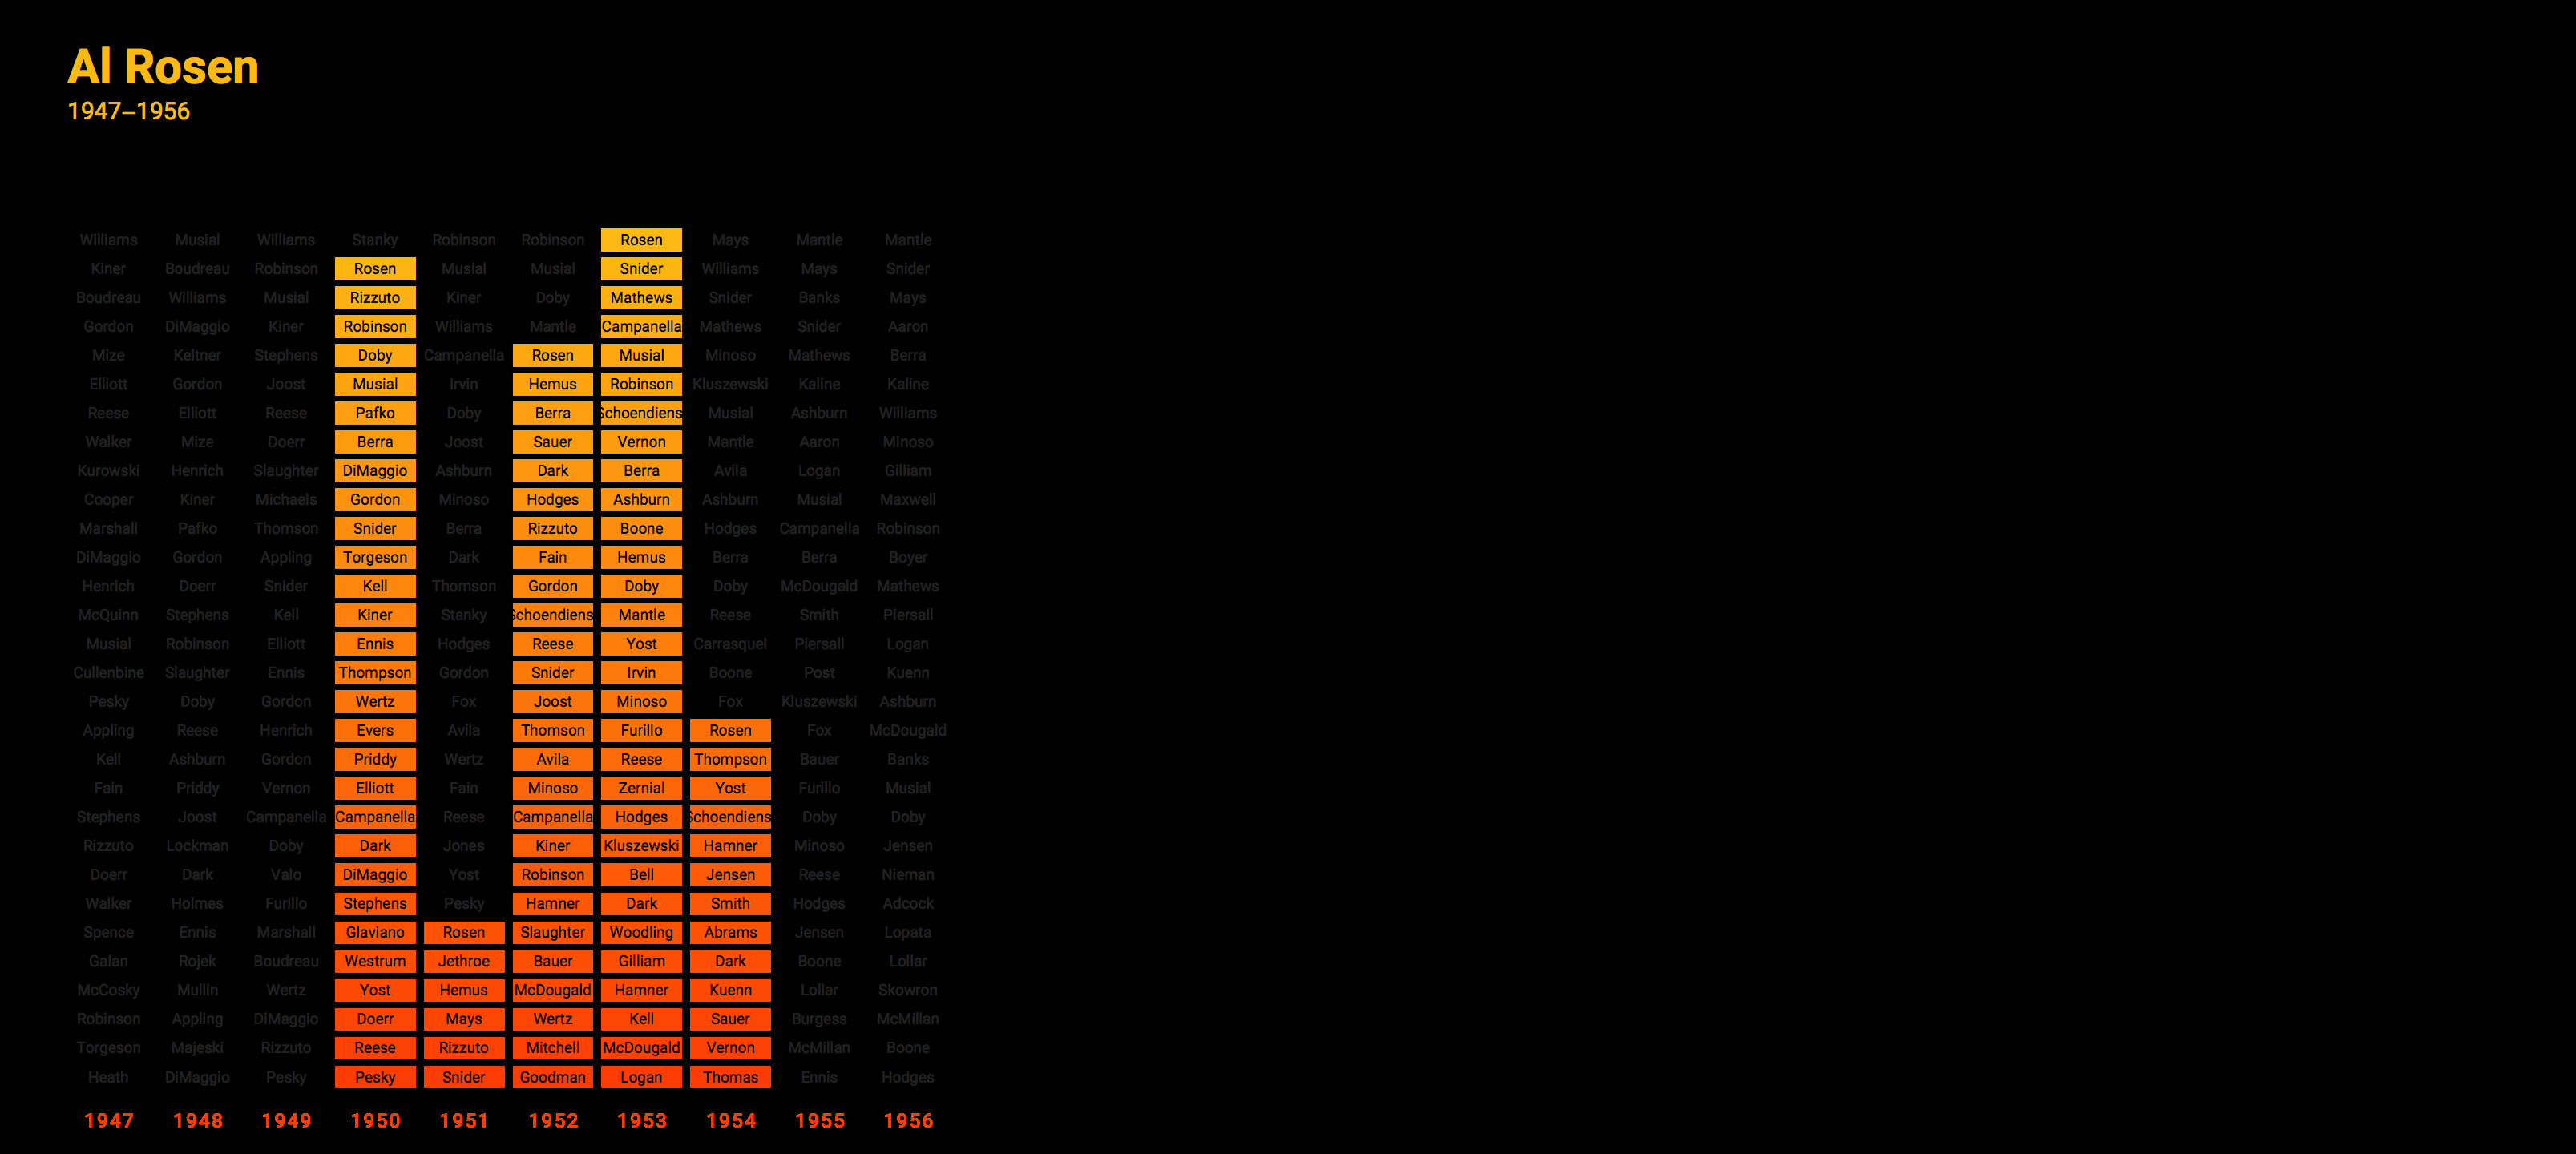 Al Rosen
1947–1956
Williams Musial Williams Stanky Robinson Robinson Rosen Mays Mantle Mantle
Kiner Boudreau Robinson Rosen Musial Musial Snider Williams Mays Snider
Boudreau Williams Musial Rizzuto Kiner Doby Mathews Snider Banks Mays
Gordon DiMaggio Kiner Robinson Williams Mantle Campanella Mathews Snider Aaron
Mize Keltner Stephens Doby Campanella Rosen Musial Minoso Mathews Berra
Elliott Gordon Joost Musial Irvin Hemus Robinson Kluszewski Kaline Kaline
Reese Elliott Reese Pafko Doby Berra Schoendiens Musial Ashburn Williams
Walker Mize Doerr Berra Joost Sauer Vernon Mantle Aaron Minoso
Kurowski Henrich Slaughter DiMaggio Ashburn Dark Berra Avila Logan Gilliam
Cooper Kiner Michaels Gordon Minoso Hodges Ashburn Ashburn Musial Maxwell
Marshall Pafko Thomson Snider Berra Rizzuto Boone Hodges Campanella Robinson
DiMaggio Gordon Appling Torgeson Dark Fain Hemus Berra Berra Boyer
Henrich Doerr Snider Kell Thomson Gordon Doby Doby McDougald Mathews
McQuinn Stephens Kell Kiner Stanky Schoendiens Mantle Reese Smith Piersall
Musial Robinson Elliott Ennis Hodges Reese Yost Carrasquel Piersall Logan
Cullenbine Slaughter Ennis Thompson Gordon Snider Irvin Boone Post Kuenn
Pesky Doby Gordon Wertz Fox Joost Minoso Fox Kluszewski Ashburn
Appling Reese Henrich Evers Avila Thomson Furillo Rosen Fox McDougald
Kell Ashburn Gordon Priddy Wertz Avila Reese Thompson Bauer Banks
Fain Priddy Vernon Elliott Fain Minoso Zernial Yost Furillo Musial
Stephens Joost Campanella Campanella Reese Campanella Hodges Schoendiens Doby Doby
Rizzuto Lockman Doby Dark Jones Kiner Kluszewski Hamner Minoso Jensen
Doerr Dark Valo DiMaggio Yost Robinson Bell Jensen Reese Nieman
Walker Holmes Furillo Stephens Pesky Hamner Dark Smith Hodges Adcock
Spence Ennis Marshall Glaviano Rosen Slaughter Woodling Abrams Jensen Lopata
Galan Rojek Boudreau Westrum Jethroe Bauer Gilliam Dark Boone Lollar
McCosky Mullin Wertz Yost Hemus McDougald Hamner Kuenn Lollar Skowron
Robinson Appling DiMaggio Doerr Mays Wertz Kell Sauer Burgess McMillan
Torgeson Majeski Rizzuto Reese Rizzuto Mitchell McDougald Vernon McMillan Boone
Heath DiMaggio Pesky Pesky Snider Goodman Logan Thomas Ennis Hodges
1947 1948 1949 1950 1951 1952 1953 1954 1955 1956